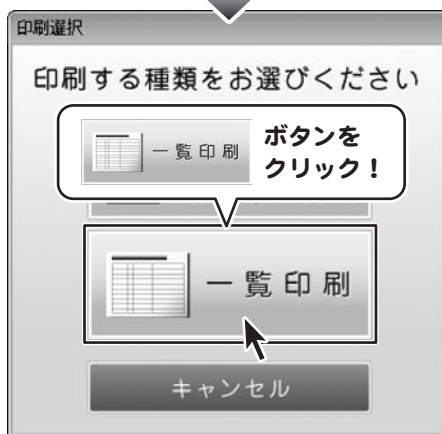 印刷選択
印刷する種類をお選びください
一覧印刷
ボタンを
クリック！
一覧印刷
キャンセル